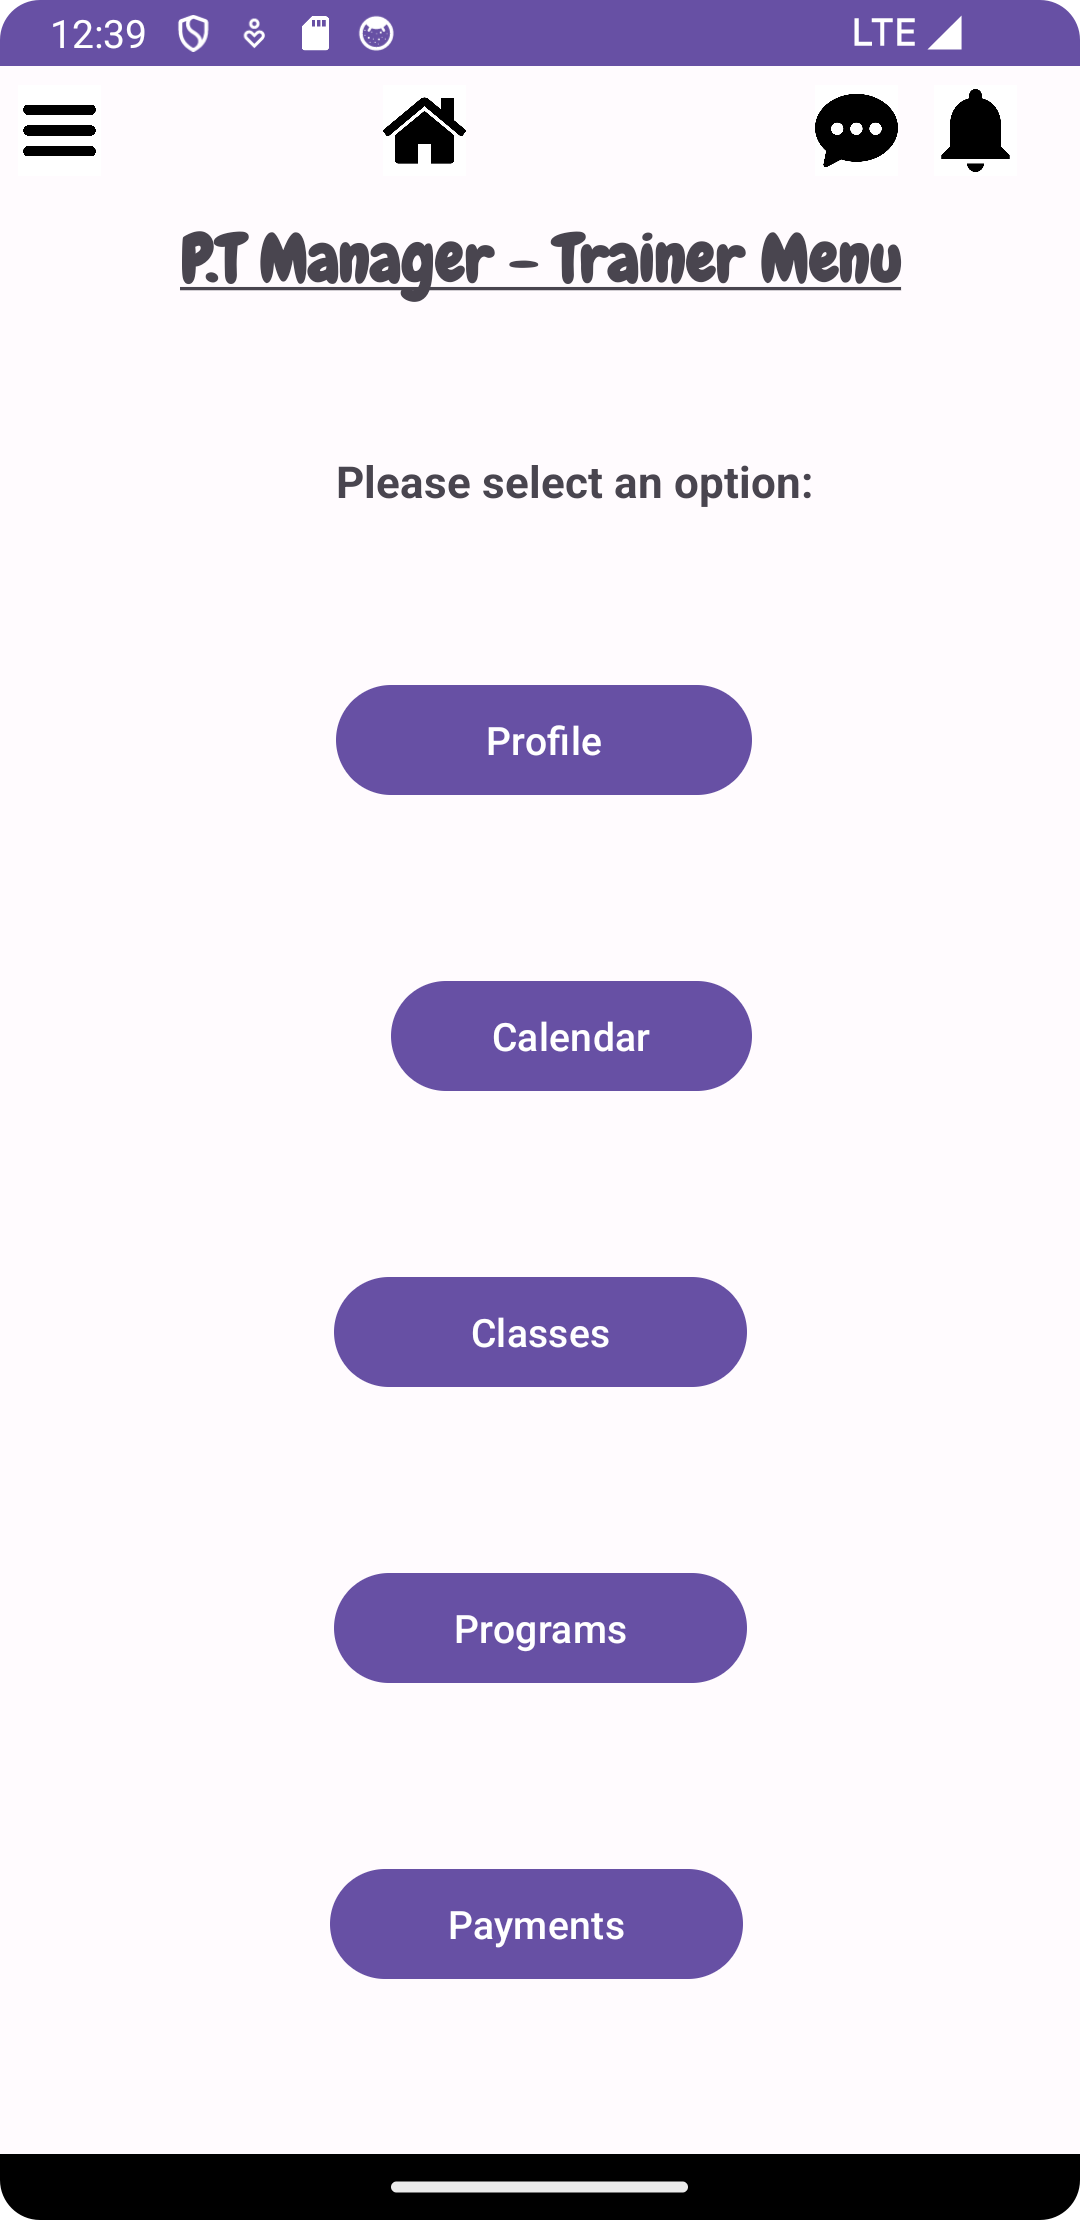 12:39 LTE
P.T Manager - Trainer Menu
Please select an option:
Profile
Calendar
Classes
Programs
Payments